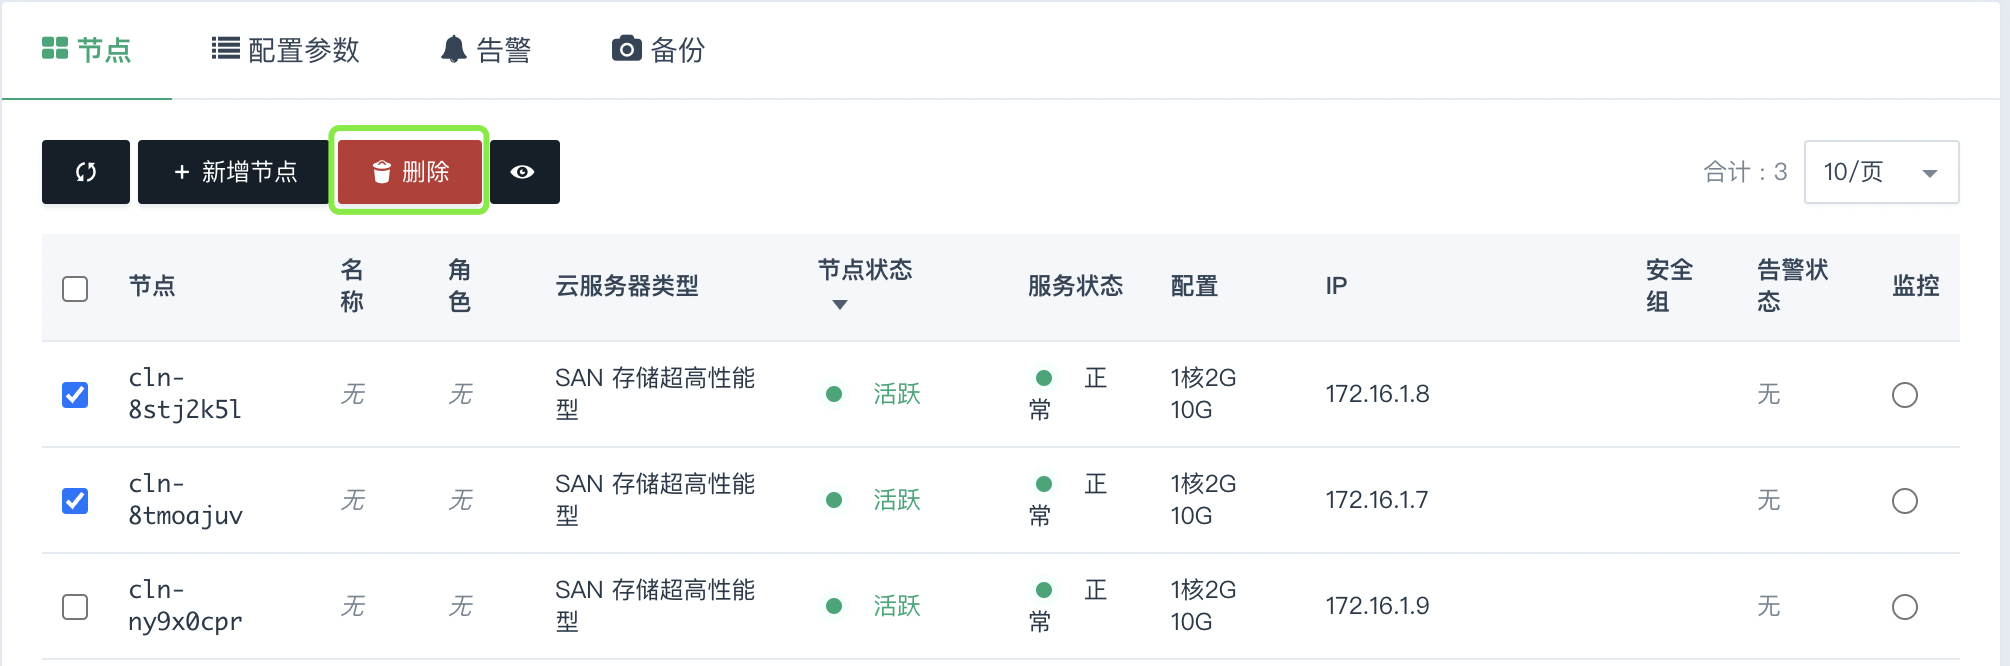 节点 配置参数 告警 备份
+ 新增节点 删除 合计：3 10/页
节点 名称 角色 云服务器类型 节点状态 服务状态 配置 IP 安全组 告警状态 监控
cln-8stj2k5l 无 无 SAN 存储超高性能型 活跃 正常 1核2G 10G 172.16.1.8 无
cln-8tmoajuv 无 无 SAN 存储超高性能型 活跃 正常 1核2G 10G 172.16.1.7 无
cln-ny9x0cpr 无 无 SAN 存储超高性能型 活跃 正常 1核2G 10G 172.16.1.9 无